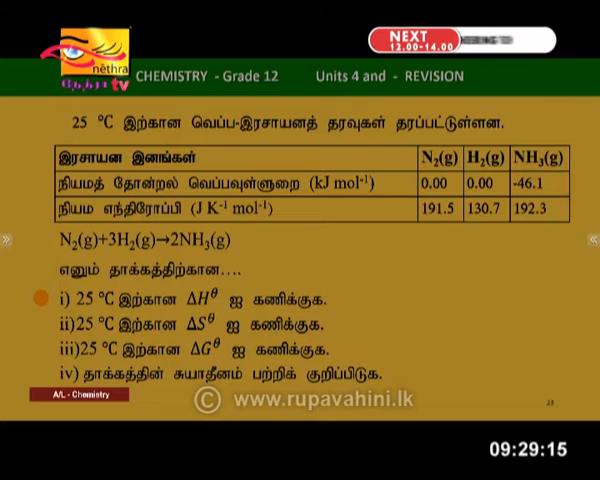 NEXT
12.00-14.00
nēthra
நேத்ரா tv
CHEMISTRY - Grade 12 Units 4 and - REVISION
25 °C இற்கான வெப்ப-இரசாயனத் தரவுகள் தரப்பட்டுள்ளன.
இரசாயன இனங்கள் N₂(g) H₂(g) NH₃(g)
நியமத் தோன்றல் வெப்பவுள்ளுறை (kJ mol⁻¹) 0.00 0.00 -46.1
நியம எந்திரோப்பி (J K⁻¹ mol⁻¹) 191.5 130.7 192.3
N₂(g)+3H₂(g)→2NH₃(g)
எனும் தாக்கத்திற்கான….
i) 25 °C இற்கான ΔHᶿ ஐ கணிக்குக.
ii)25 °C இற்கான ΔSᶿ ஐ கணிக்குக.
iii)25 °C இற்கான ΔGᶿ ஐ கணிக்குக.
iv) தாக்கத்தின் சுயாதீனம் பற்றிக் குறிப்பிடுக.
A/L - Chemistry
© www.rupavahini.lk
23
09:29:15